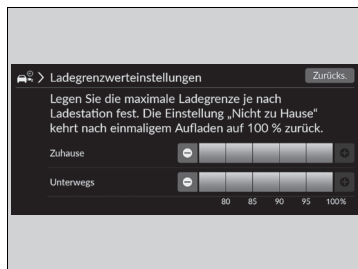 Ladegrenzwerteinstellungen Zurücks.
Legen Sie die maximale Ladegrenze je nach
Ladestation fest. Die Einstellung „Nicht zu Hause“
kehrt nach einmaligem Aufladen auf 100 % zurück.
Zuhause
Unterwegs
80 85 90 95 100%